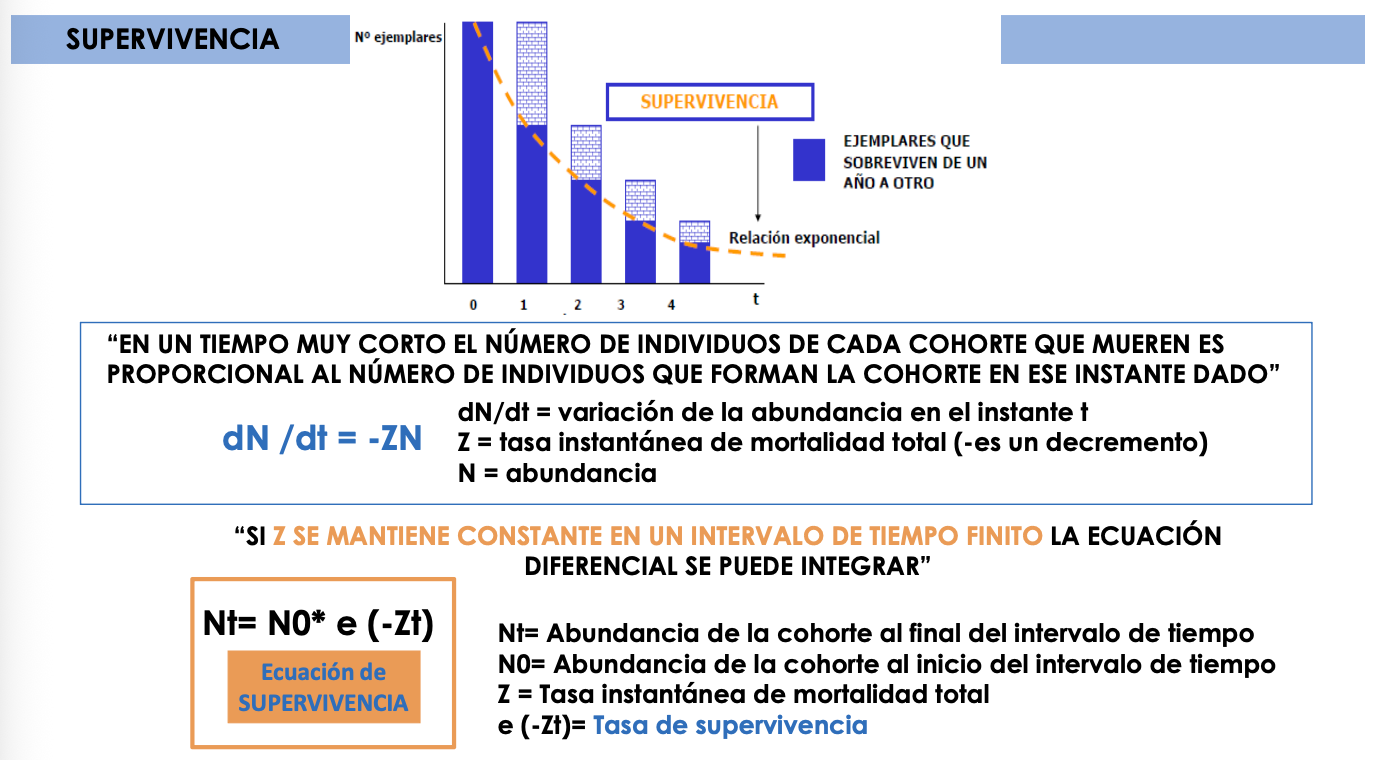 SUPERVIVENCIA
Nº ejemplares
SUPERVIVENCIA
EJEMPLARES QUE
SOBREVIVEN DE UN
AÑO A OTRO
Relación exponencial
0 1 2 3 4 t
“EN UN TIEMPO MUY CORTO EL NÚMERO DE INDIVIDUOS DE CADA COHORTE QUE MUEREN ES
PROPORCIONAL AL NÚMERO DE INDIVIDUOS QUE FORMAN LA COHORTE EN ESE INSTANTE DADO”
dN /dt = -ZN
dN/dt = variación de la abundancia en el instante t
Z = tasa instantánea de mortalidad total (-es un decremento)
N = abundancia
“SI Z SE MANTIENE CONSTANTE EN UN INTERVALO DE TIEMPO FINITO LA ECUACIÓN
DIFERENCIAL SE PUEDE INTEGRAR”
Nt= N0* e (-Zt)
Ecuación de
SUPERVIVENCIA
Nt= Abundancia de la cohorte al final del intervalo de tiempo
N0= Abundancia de la cohorte al inicio del intervalo de tiempo
Z = Tasa instantánea de mortalidad total
e (-Zt)= Tasa de supervivencia